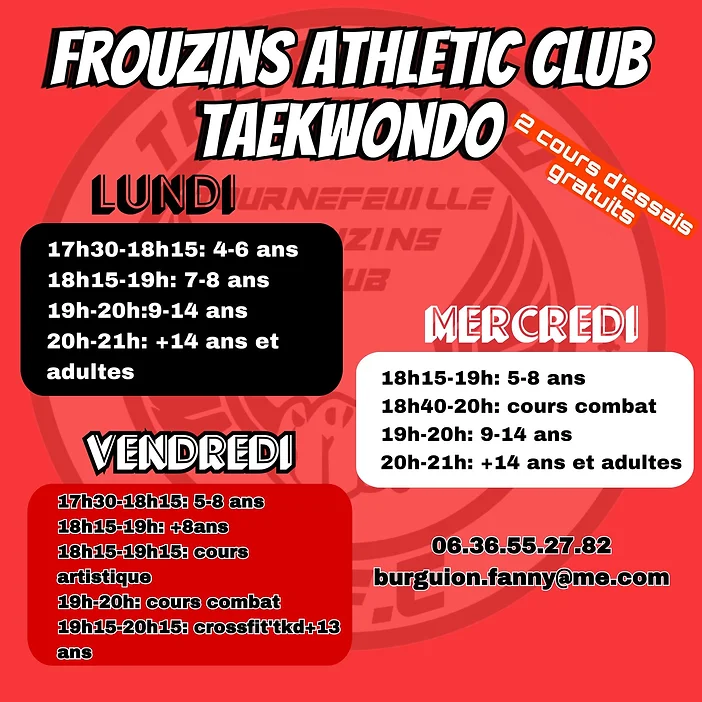 FROUZINS ATHLETIC CLUB
TAEKWONDO
2 cours d'essais
gratuits
LUNDI
17h30-18h15: 4-6 ans
18h15-19h: 7-8 ans
19h-20h:9-14 ans
20h-21h: +14 ans et
adultes
MERCREDI
18h15-19h: 5-8 ans
18h40-20h: cours combat
19h-20h: 9-14 ans
20h-21h: +14 ans et adultes
VENDREDI
17h30-18h15: 5-8 ans
18h15-19h: +8ans
18h15-19h15: cours
artistique
19h-20h: cours combat
19h15-20h15: crossfit'tkd+13
ans
06.36.55.27.82
burguion.fanny@me.com